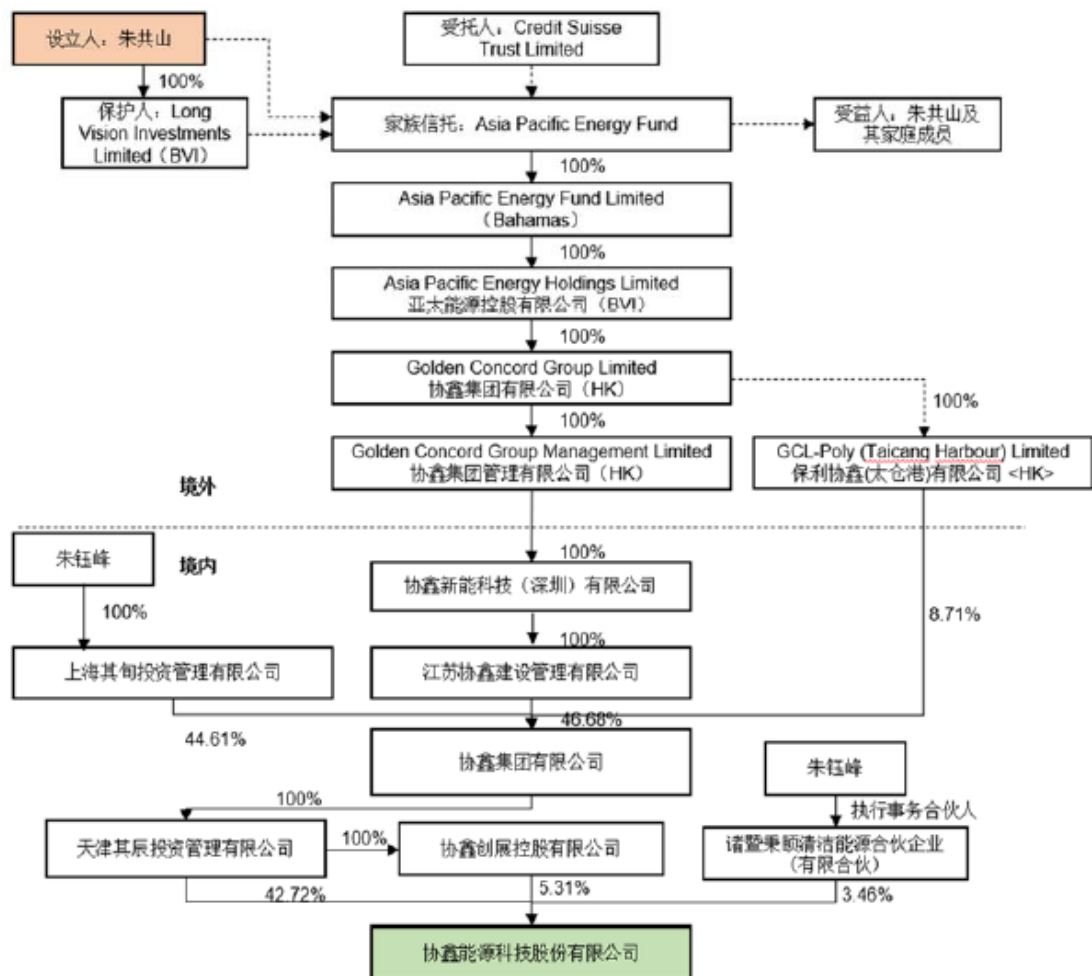 设立人：朱共山
受托人：Credit Suisse
Trust Limited
100%
保护人：Long
Vision Investments
Limited（BVI）
家族信托：Asia Pacific Energy Fund
受益人：朱共山及
其家庭成员
100%
Asia Pacific Energy Fund Limited
（Bahamas）
100%
Asia Pacific Energy Holdings Limited
亚太能源控股有限公司（BVI）
100%
Golden Concord Group Limited
协鑫集团有限公司（HK）
100%
100%
Golden Concord Group Management Limited
协鑫集团管理有限公司（HK）
GCL-Poly (Taicang Harbour) Limited
保利协鑫(太仓港)有限公司 <HK>
境外
境内
朱钰峰
100%
100%
协鑫新能科技（深圳）有限公司
8.71%
100%
上海其旬投资管理有限公司
江苏协鑫建设管理有限公司
44.61%
46.68%
协鑫集团有限公司
朱钰峰
100%
执行事务合伙人
天津其辰投资管理有限公司
100%
协鑫创展控股有限公司
诸暨秉颐清洁能源合伙企业
（有限合伙）
42.72%
5.31%
3.46%
协鑫能源科技股份有限公司